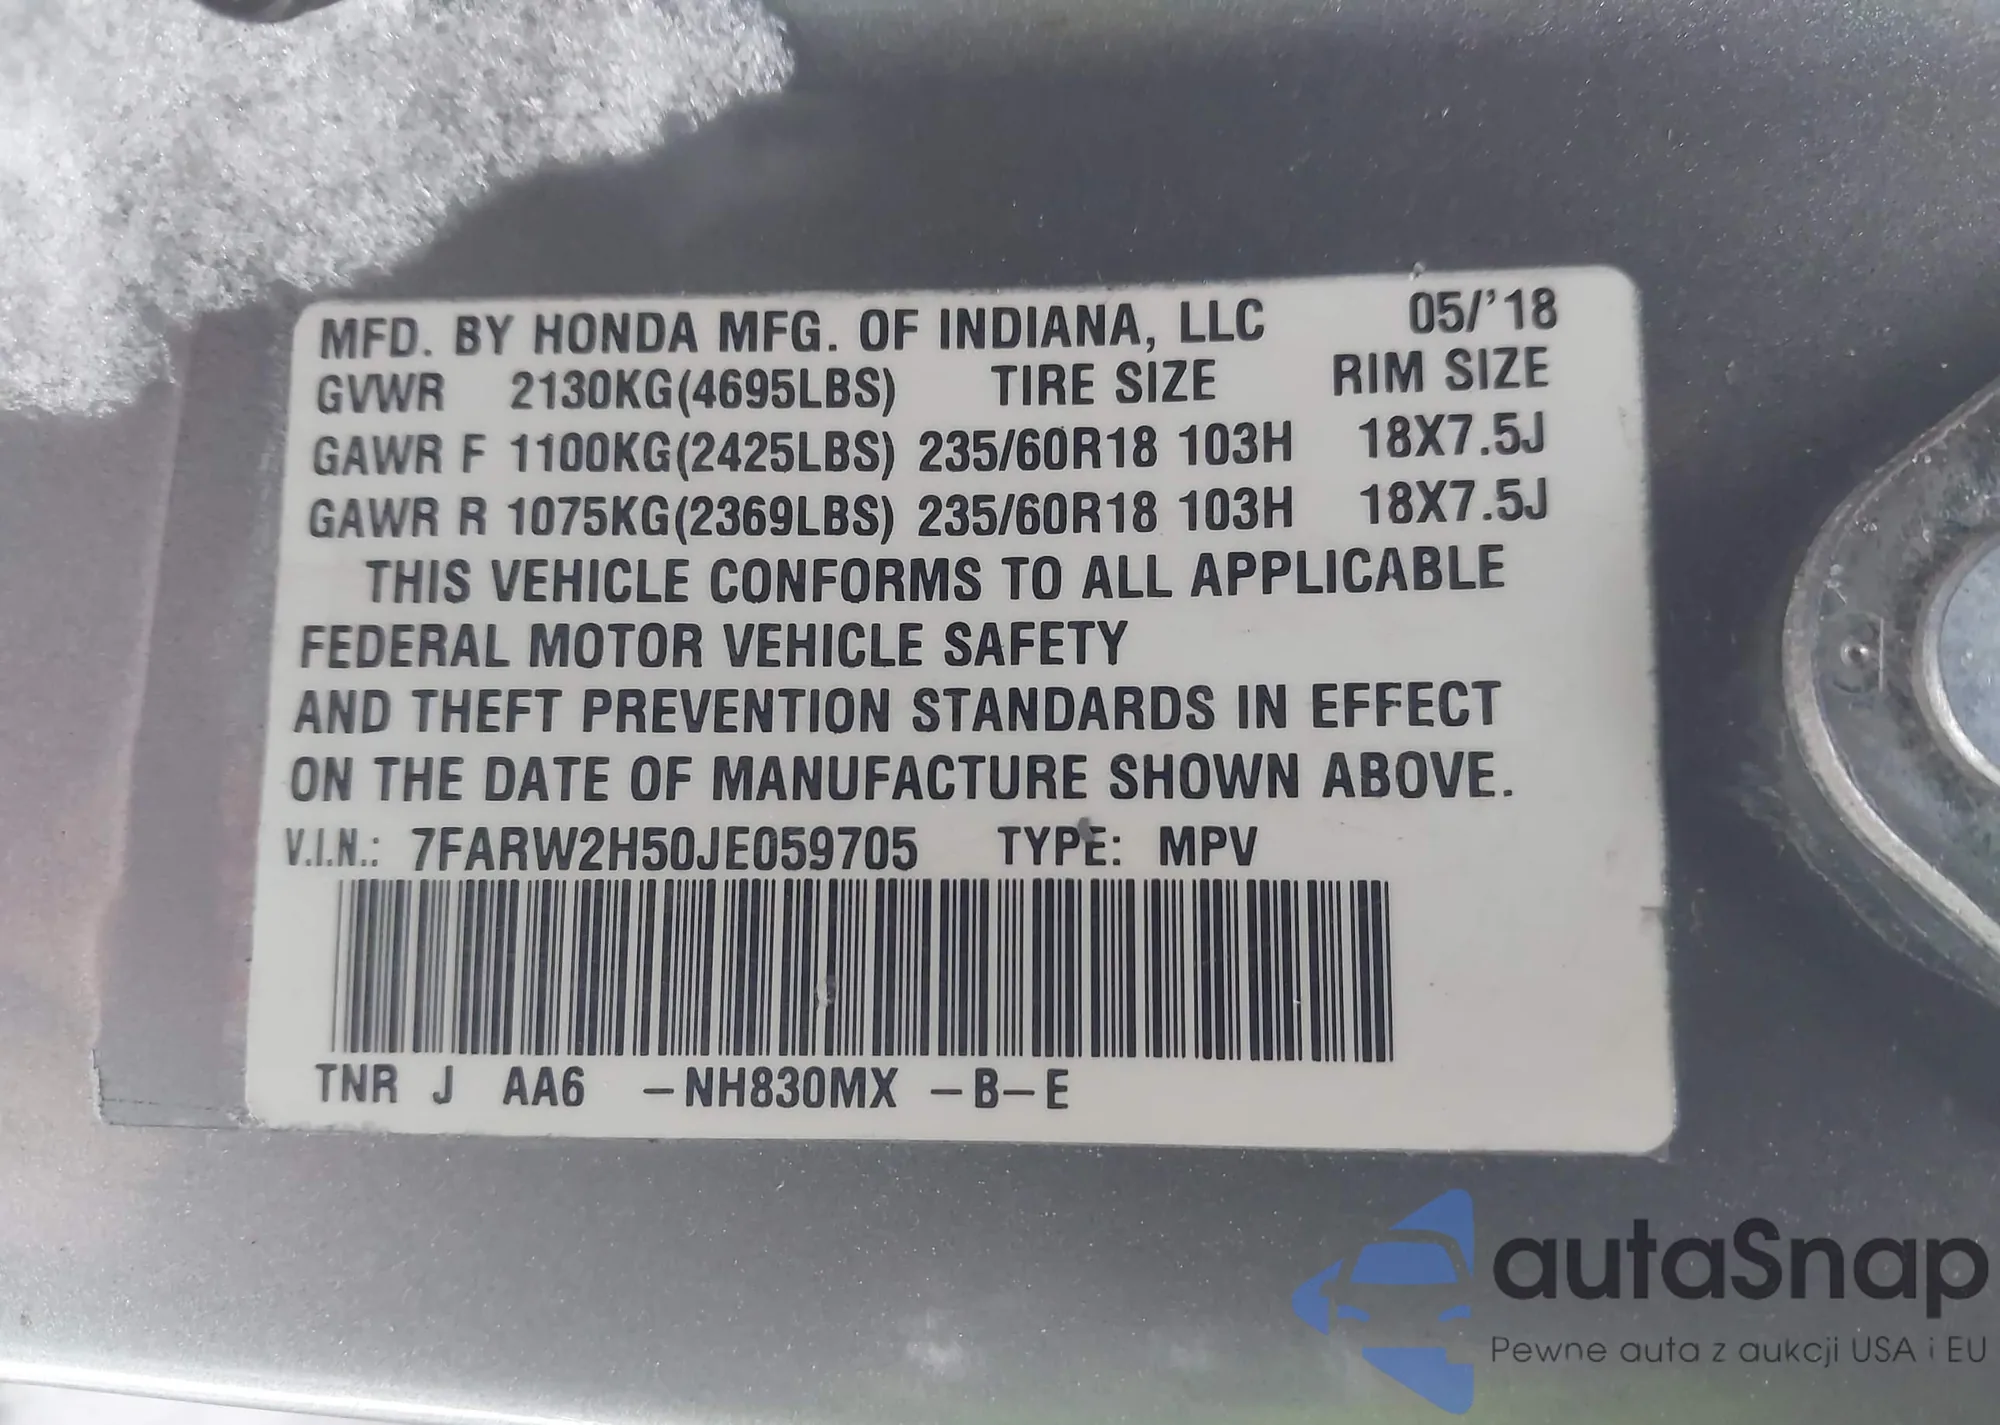 MFD. BY HONDA MFG. OF INDIANA, LLC 05/'18
GVWR 2130KG(4695LBS) TIRE SIZE RIM SIZE
GAWR F 1100KG(2425LBS) 235/60R18 103H 18X7.5J
GAWR R 1075KG(2369LBS) 235/60R18 103H 18X7.5J
THIS VEHICLE CONFORMS TO ALL APPLICABLE
FEDERAL MOTOR VEHICLE SAFETY
AND THEFT PREVENTION STANDARDS IN EFFECT
ON THE DATE OF MANUFACTURE SHOWN ABOVE.
V.I.N.: 7FARW2H50JE059705 TYPE: MPV
TNR J AA6 -NH830MX -B-E
autaSnap
Pewne auta z aukcji USA i EU